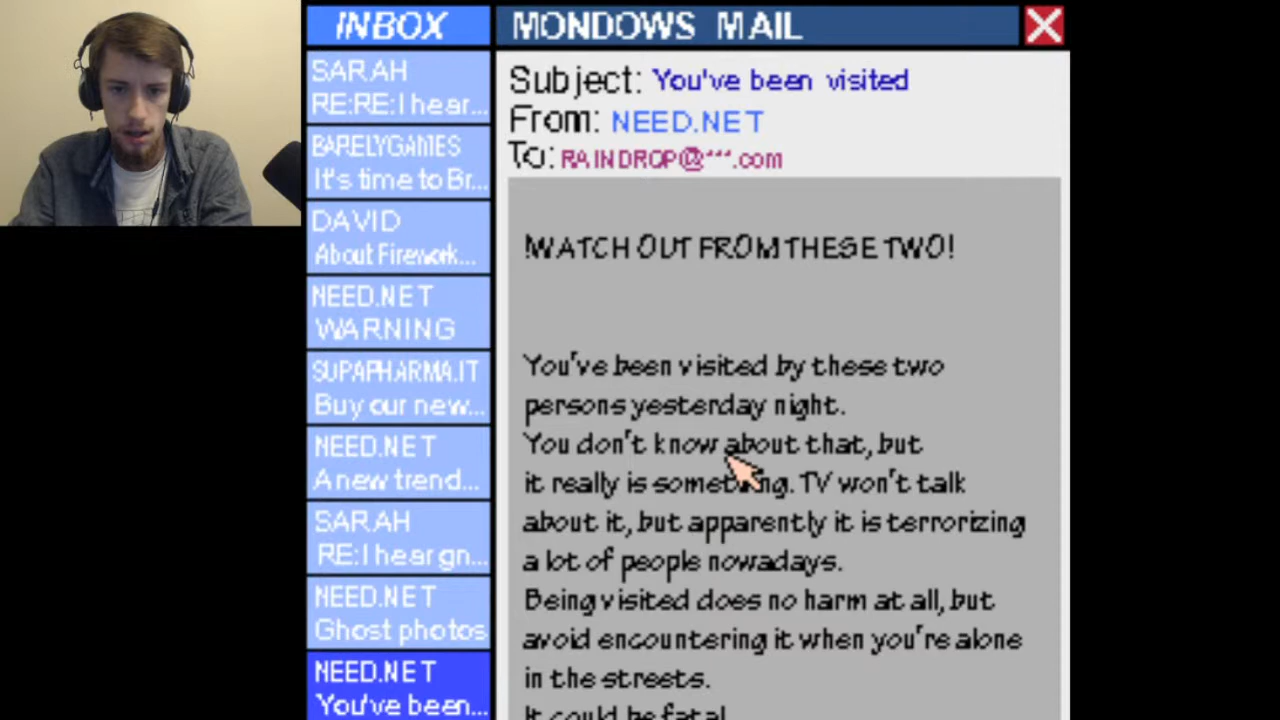 INBOX
MONDOWS MAIL
SARAH
RE:RE: I hear...
BARELYGAMES
It's time to Br...
DAVID
About Firework...
NEED.NET
WARNING
SUPAPHARMA.IT
Buy our new...
NEED.NET
A new trend...
SARAH
RE: I hear gn...
NEED.NET
Ghost photos
NEED.NET
You've been...
Subject: You've been visited
From: NEED.NET
To: RAINDROP@***.com
!WATCH OUT FROM THESE TWO!
You've been visited by these two
persons yesterday night.
You don't know about that, but
it really is something. TV won't talk
about it, but apparently it is terrorizing
a lot of people nowadays.
Being visited does no harm at all, but
avoid encountering it when you're alone
in the streets.
It could be fatal